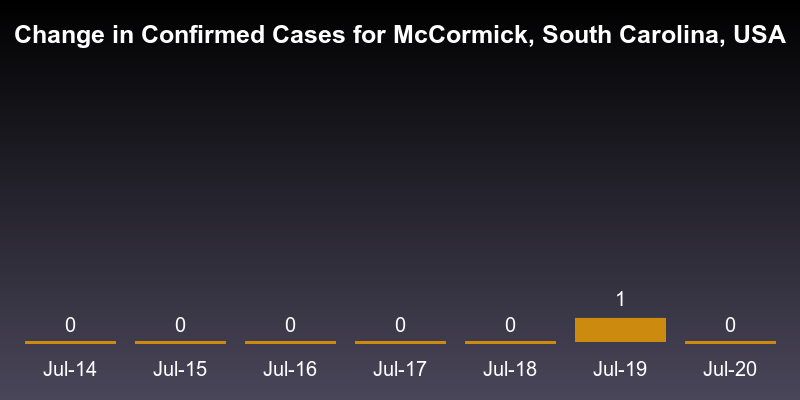 Change in Confirmed Cases for McCormick, South Carolina, USA
0 0 0 0 0 1 0
Jul-14 Jul-15 Jul-16 Jul-17 Jul-18 Jul-19 Jul-20